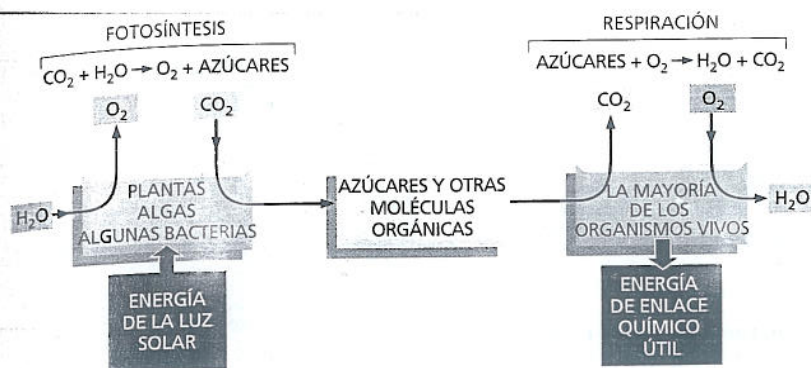 FOTOSÍNTESIS
CO₂ + H₂O → O₂ + AZÚCARES
O₂
CO₂
H₂O
PLANTAS
ALGAS
ALGUNAS BACTERIAS
ENERGÍA
DE LA LUZ
SOLAR
AZÚCARES Y OTRAS
MOLÉCULAS
ORGÁNICAS
RESPIRACIÓN
AZÚCARES + O₂ → H₂O + CO₂
CO₂
O₂
LA MAYORÍA
DE LOS
ORGANISMOS VIVOS
H₂O
ENERGÍA
DE ENLACE
QUÍMICO
ÚTIL